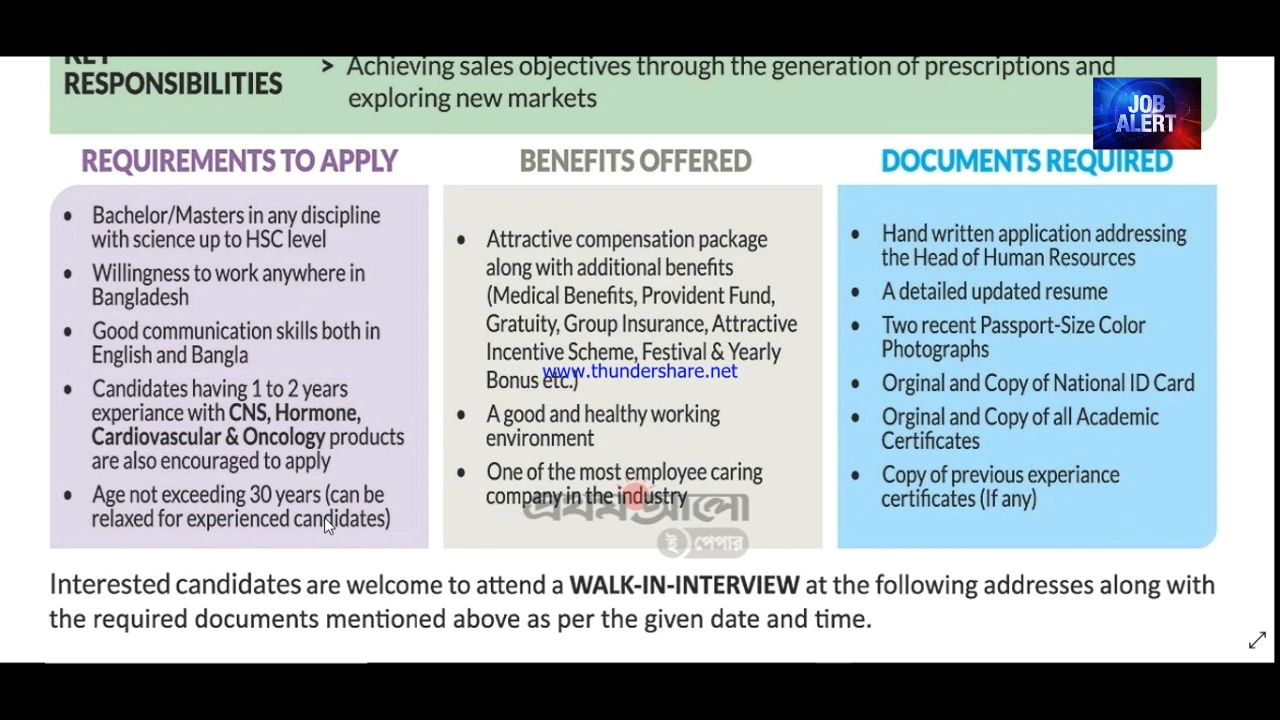 KEY
RESPONSIBILITIES
> Achieving sales objectives through the generation of prescriptions and
exploring new markets
JOB
ALERT
REQUIREMENTS TO APPLY
• Bachelor/Masters in any discipline
with science up to HSC level
• Willingness to work anywhere in
Bangladesh
• Good communication skills both in
English and Bangla
• Candidates having 1 to 2 years
experience with CNS, Hormone,
Cardiovascular & Oncology products
are also encouraged to apply
• Age not exceeding 30 years (can be
relaxed for experienced candidates)
BENEFITS OFFERED
• Attractive compensation package
along with additional benefits
(Medical Benefits, Provident Fund,
Gratuity, Group Insurance, Attractive
Incentive Scheme, Festival & Yearly
Bonus etc.)
www.thundershare.net
• A good and healthy working
environment
• One of the most employee caring
company in the industry
প্রথম আলো
ই পেপার
DOCUMENTS REQUIRED
• Hand written application addressing
the Head of Human Resources
• A detailed updated resume
• Two recent Passport-Size Color
Photographs
• Orginal and Copy of National ID Card
• Orginal and Copy of all Academic
Certificates
• Copy of previous experiance
certificates (If any)
Interested candidates are welcome to attend a WALK-IN-INTERVIEW at the following addresses along with
the required documents mentioned above as per the given date and time.